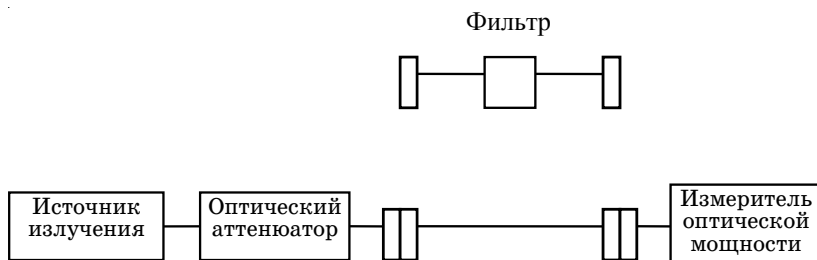 Фильтр
Источник
излучения
Оптический
аттенюатор
Измеритель
оптической
мощности